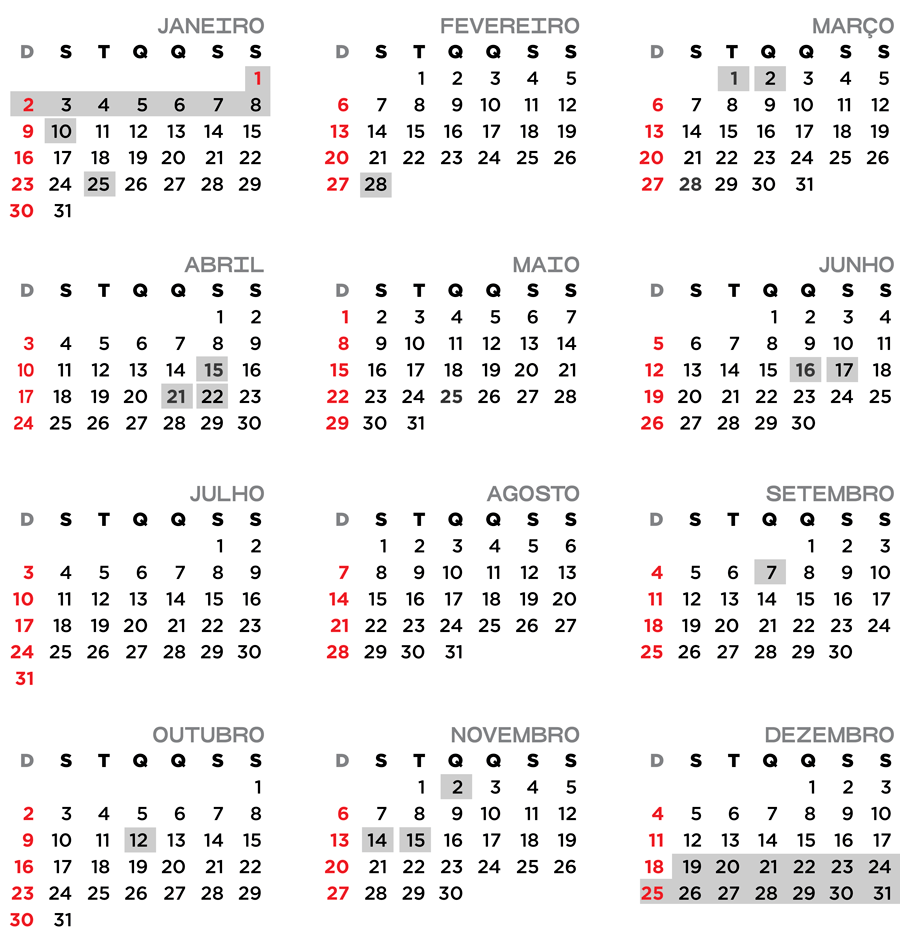 JANEIRO
D S T Q Q S S
1
2 3 4 5 6 7 8
9 10 11 12 13 14 15
16 17 18 19 20 21 22
23 24 25 26 27 28 29
30 31
FEVEREIRO
D S T Q Q S S
1 2 3 4 5
6 7 8 9 10 11 12
13 14 15 16 17 18 19
20 21 22 23 24 25 26
27 28
MARÇO
D S T Q Q S S
1 2 3 4 5
6 7 8 9 10 11 12
13 14 15 16 17 18 19
20 21 22 23 24 25 26
27 28 29 30 31
ABRIL
D S T Q Q S S
1 2
3 4 5 6 7 8 9
10 11 12 13 14 15 16
17 18 19 20 21 22 23
24 25 26 27 28 29 30
MAIO
D S T Q Q S S
1 2 3 4 5 6 7
8 9 10 11 12 13 14
15 16 17 18 19 20 21
22 23 24 25 26 27 28
29 30 31
JUNHO
D S T Q Q S S
1 2 3 4
5 6 7 8 9 10 11
12 13 14 15 16 17 18
19 20 21 22 23 24 25
26 27 28 29 30
JULHO
D S T Q Q S S
1 2
3 4 5 6 7 8 9
10 11 12 13 14 15 16
17 18 19 20 21 22 23
24 25 26 27 28 29 30
31
AGOSTO
D S T Q Q S S
1 2 3 4 5 6
7 8 9 10 11 12 13
14 15 16 17 18 19 20
21 22 23 24 25 26 27
28 29 30 31
SETEMBRO
D S T Q Q S S
1 2 3
4 5 6 7 8 9 10
11 12 13 14 15 16 17
18 19 20 21 22 23 24
25 26 27 28 29 30
OUTUBRO
D S T Q Q S S
1
2 3 4 5 6 7 8
9 10 11 12 13 14 15
16 17 18 19 20 21 22
23 24 25 26 27 28 29
30 31
NOVEMBRO
D S T Q Q S S
1 2 3 4 5
6 7 8 9 10 11 12
13 14 15 16 17 18 19
20 21 22 23 24 25 26
27 28 29 30
DEZEMBRO
D S T Q Q S S
1 2 3
4 5 6 7 8 9 10
11 12 13 14 15 16 17
18 19 20 21 22 23 24
25 26 27 28 29 30 31